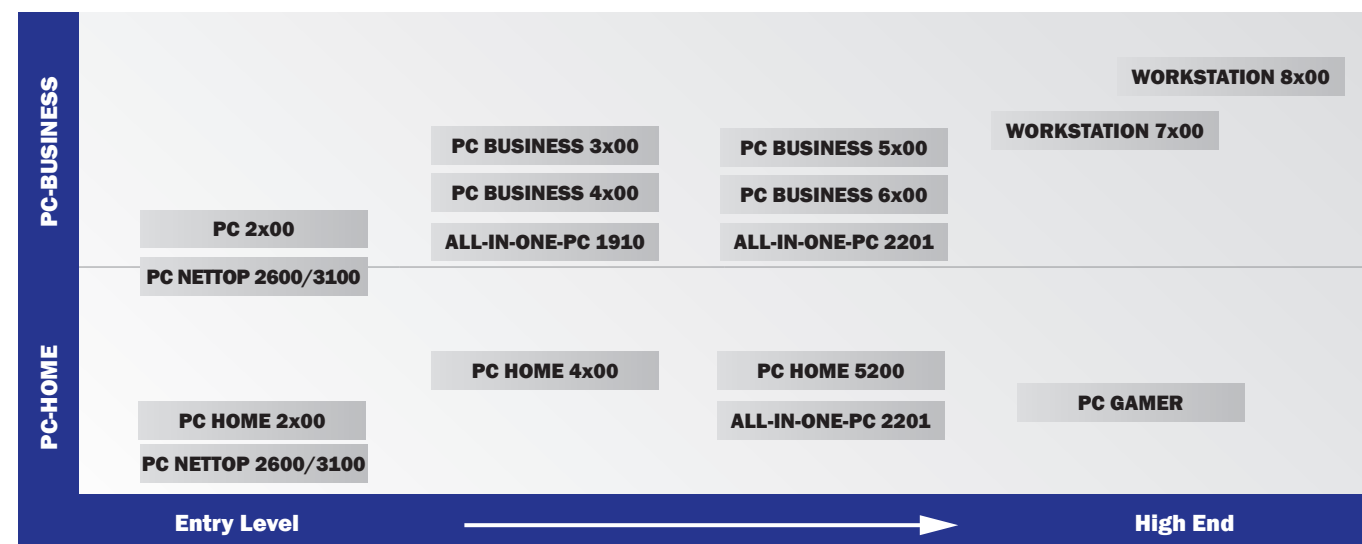 PC-BUSINESS
WORKSTATION 8x00
WORKSTATION 7x00
PC BUSINESS 3x00
PC BUSINESS 5x00
PC BUSINESS 4x00
PC BUSINESS 6x00
PC 2x00
ALL-IN-ONE-PC 1910
ALL-IN-ONE-PC 2201
PC NETTOP 2600/3100
PC-HOME
PC HOME 4x00
PC HOME 5200
PC GAMER
PC HOME 2x00
ALL-IN-ONE-PC 2201
PC NETTOP 2600/3100
Entry Level
High End